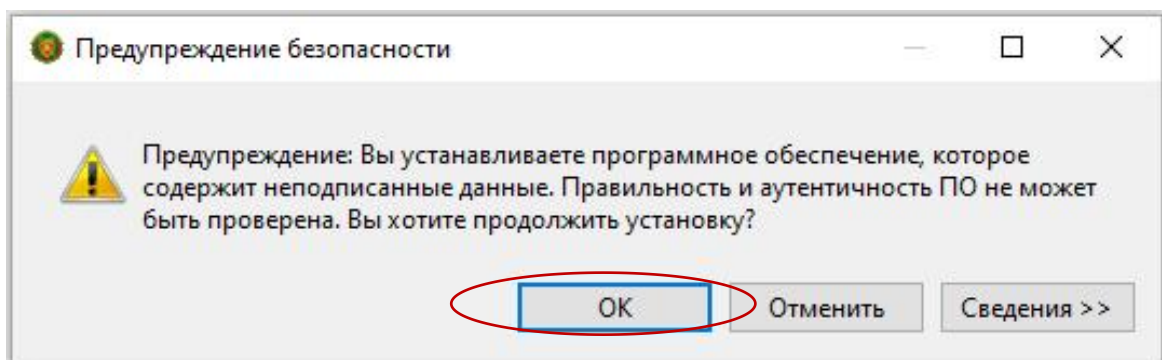 Предупреждение безопасности
Предупреждение: Вы устанавливаете программное обеспечение, которое
содержит неподписанные данные. Правильность и аутентичность ПО не может
быть проверена. Вы хотите продолжить установку?
ОК
Отменить
Сведения >>